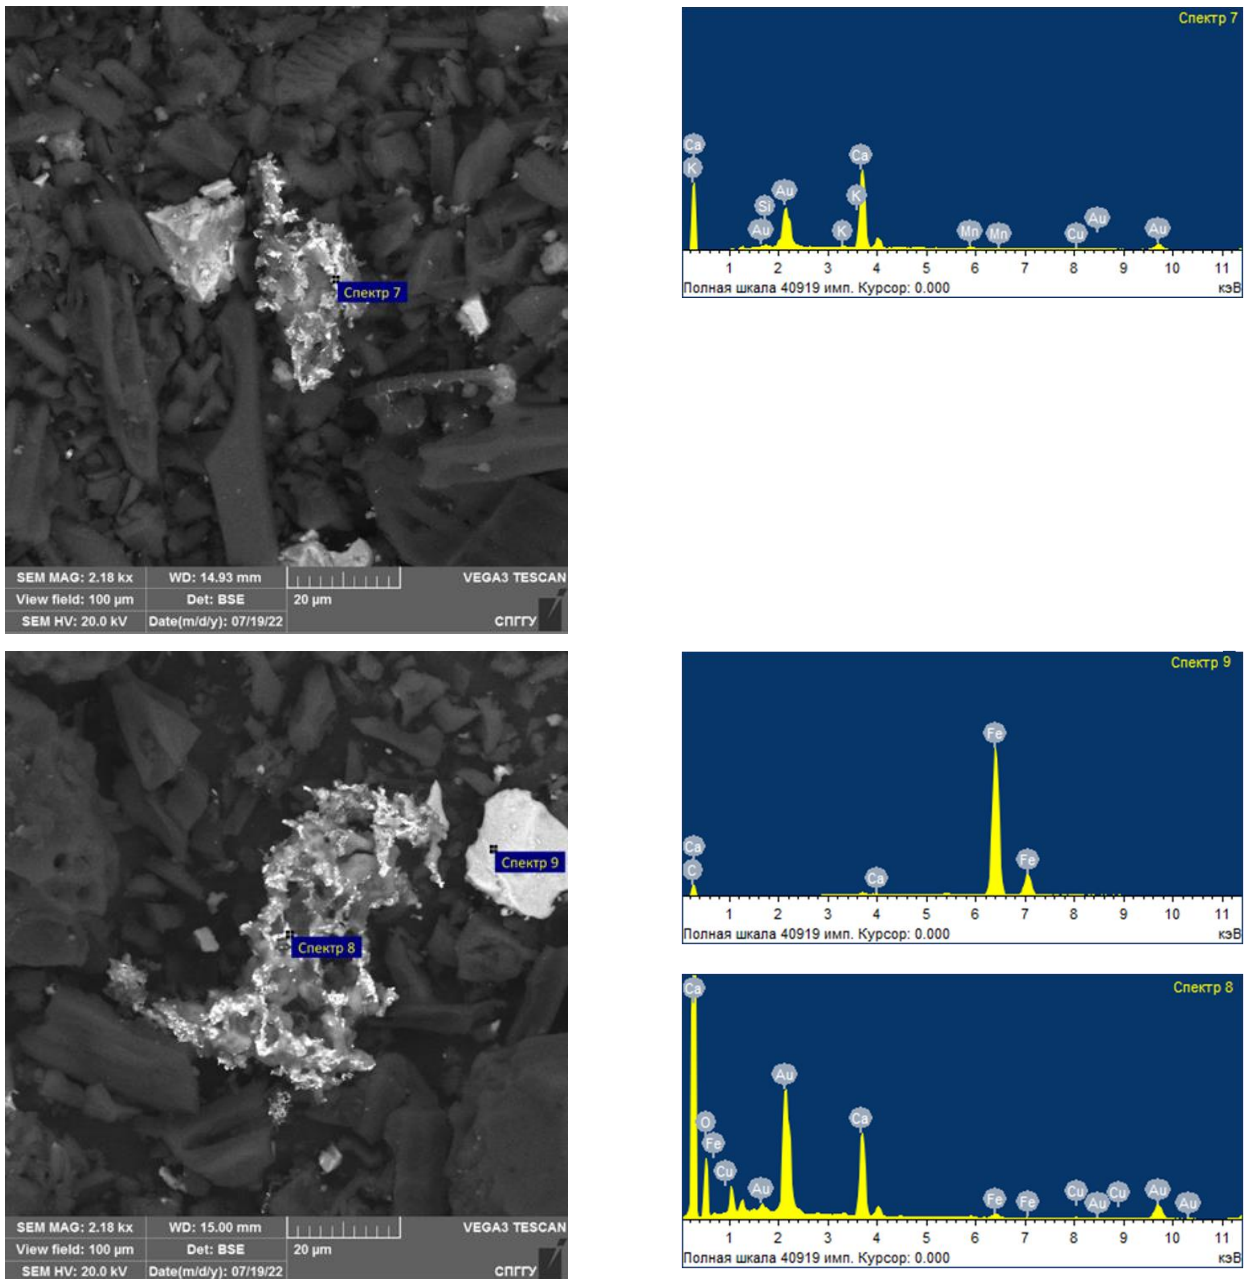 Спектр 7
SEM MAG: 2.18 kx WD: 14.93 mm VEGA3 TESCAN
View field: 100 µm Det: BSE 20 µm
SEM HV: 20.0 kV Date(m/d/y): 07/19/22 СПГГУ
Спектр 7
Ca
K
Si
Au
Au
Ca
K
K
Mn
Mn
Cu
Au
Au
1 2 3 4 5 6 7 8 9 10 11
Полная шкала 40919 имп. Курсор: 0.000 кэВ
Спектр 9
Спектр 8
SEM MAG: 2.18 kx WD: 15.00 mm VEGA3 TESCAN
View field: 100 µm Det: BSE 20 µm
SEM HV: 20.0 kV Date(m/d/y): 07/19/22 СПГГУ
Спектр 9
Ca
C
Ca
Fe
Fe
1 2 3 4 5 6 7 8 9 10 11
Полная шкала 40919 имп. Курсор: 0.000 кэВ
Спектр 8
Ca
O
Fe
Cu
Au
Au
Ca
Fe
Fe
Cu
Au
Cu
Au
Au
1 2 3 4 5 6 7 8 9 10 11
Полная шкала 40919 имп. Курсор: 0.000 кэВ